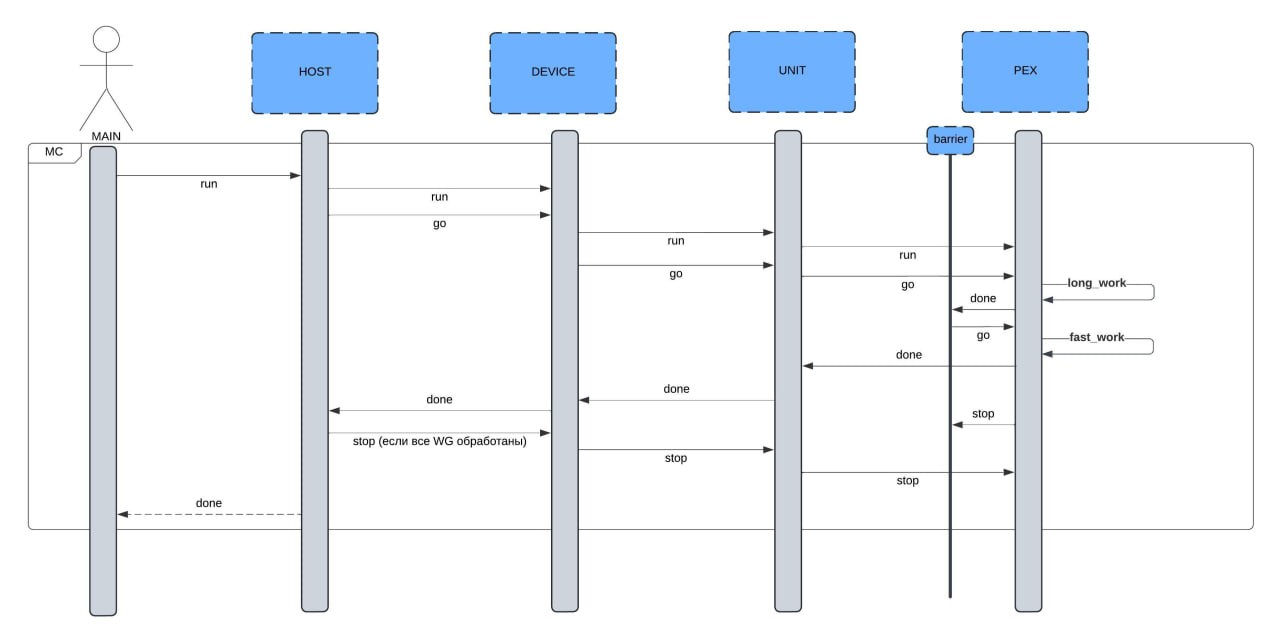 HOST
DEVICE
UNIT
PEX
MAIN
barrier
MC
run
run
go
run
run
go
go
long_work
done
go
fast_work
done
done
done
stop
stop (если все WG обработаны)
stop
stop
done